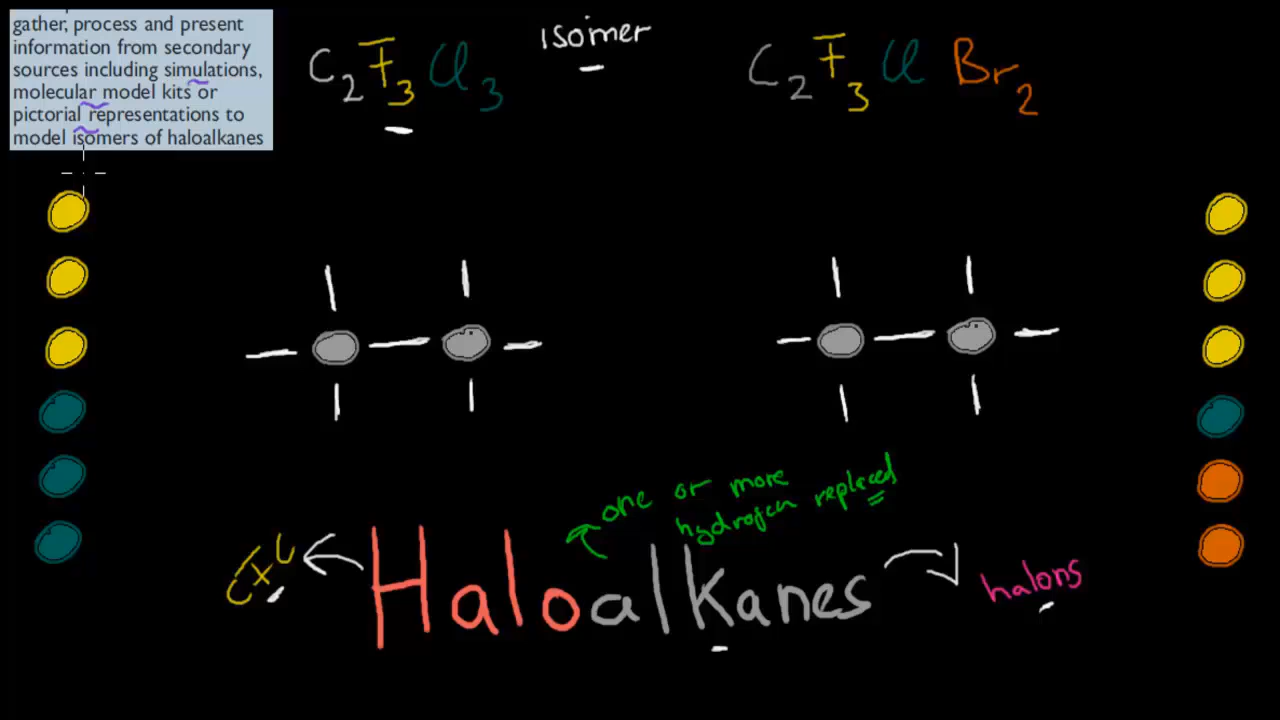 gather, process and present
information from secondary
sources including simulations,
molecular model kits or
pictorial representations to
model isomers of haloalkanes
C2F3Cl3
isomer
C2F3ClBr2
one or more
hydrogen replaced
CFC
Haloalkanes
halons